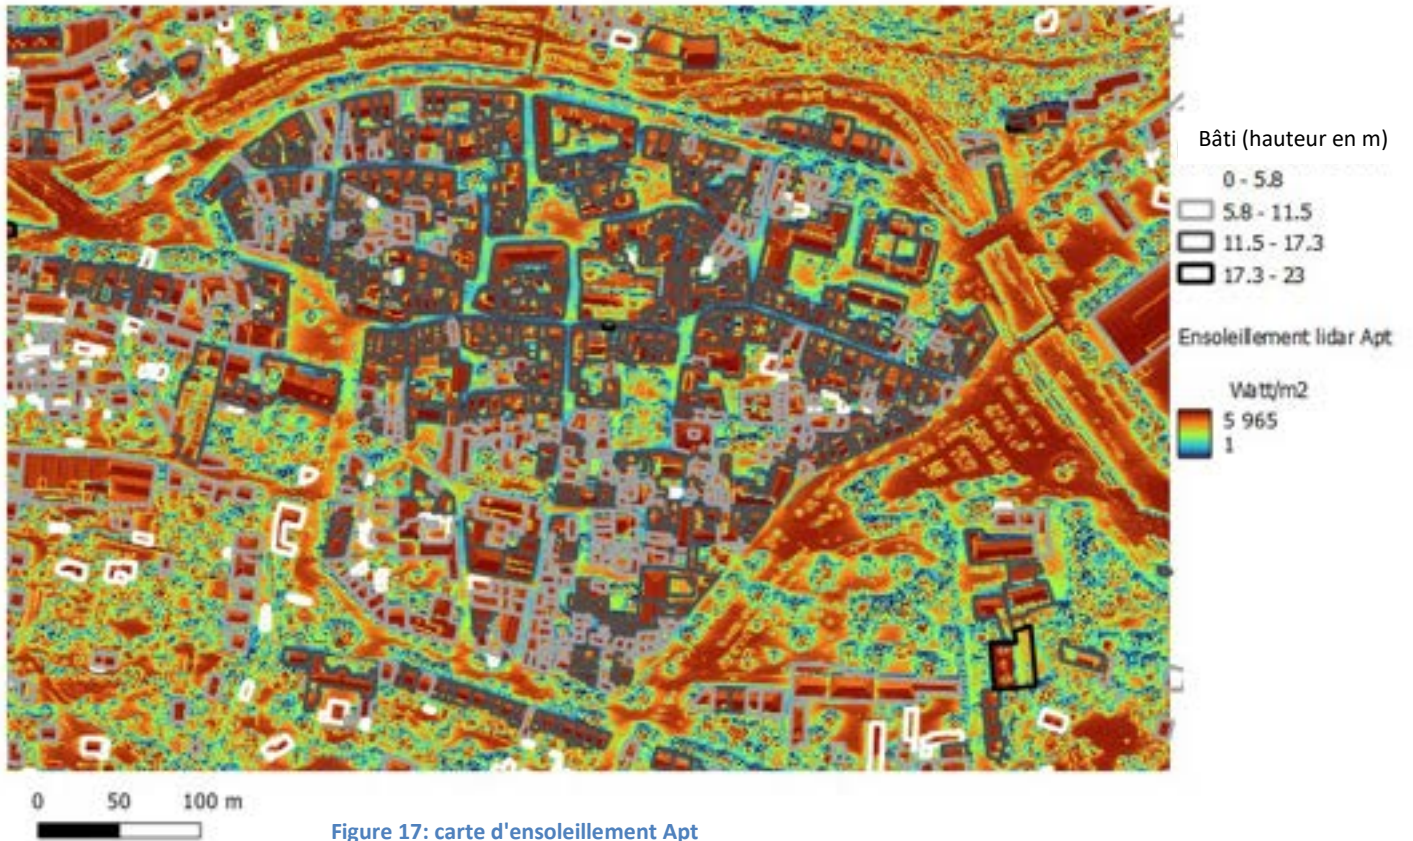 Bâti (hauteur en m)
0 - 5.8
5.8 - 11.5
11.5 - 17.3
17.3 - 23
Ensoleillement lidar Apt
Watt/m2
5 965
1
0 50 100 m
Figure 17: carte d'ensoleillement Apt